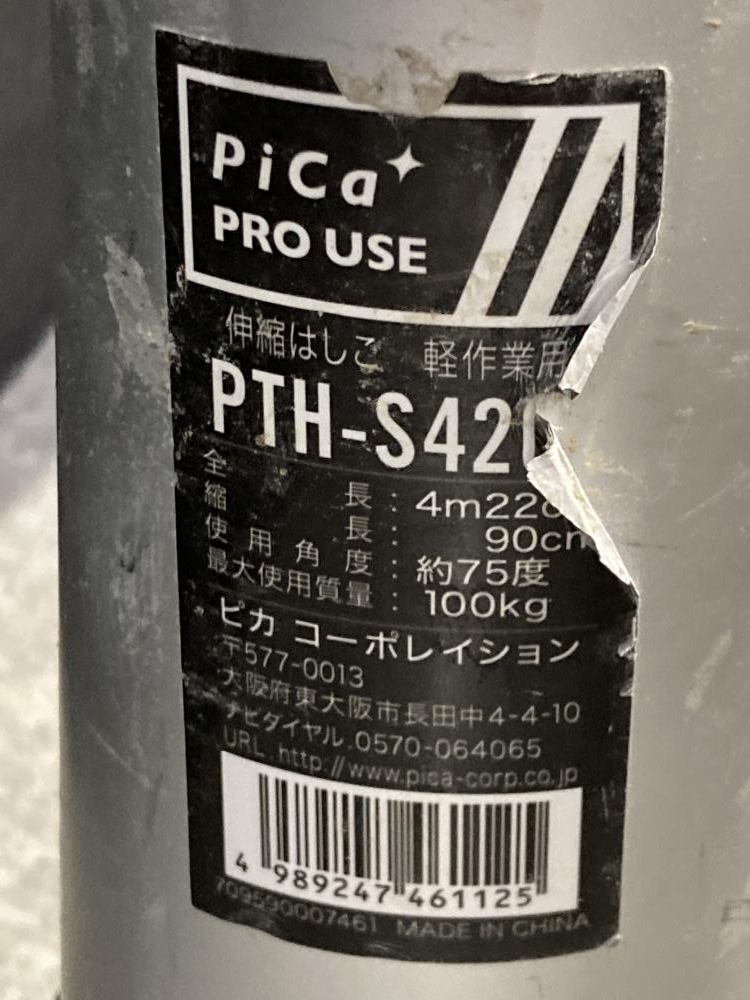 PiCa
PRO USE
伸縮はしご 軽作業用
PTH-S42
全長：4m22
縮長：90cm
使用角度：約75度
最大使用質量：100kg
ピカ コーポレイション
〒577-0013
大阪府東大阪市長田中4-4-10
ナビダイヤル.0570-064065
URL.http://www.pica-corp.co.jp
4 989247 461125
709590007461 MADE IN CHINA